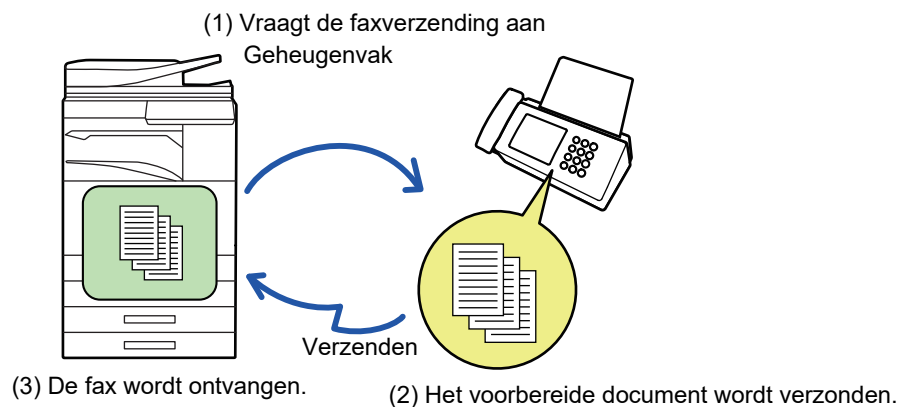 (1) Vraagt de faxverzending aan
Geheugenvak
Verzenden
(3) De fax wordt ontvangen.
(2) Het voorbereide document wordt verzonden.